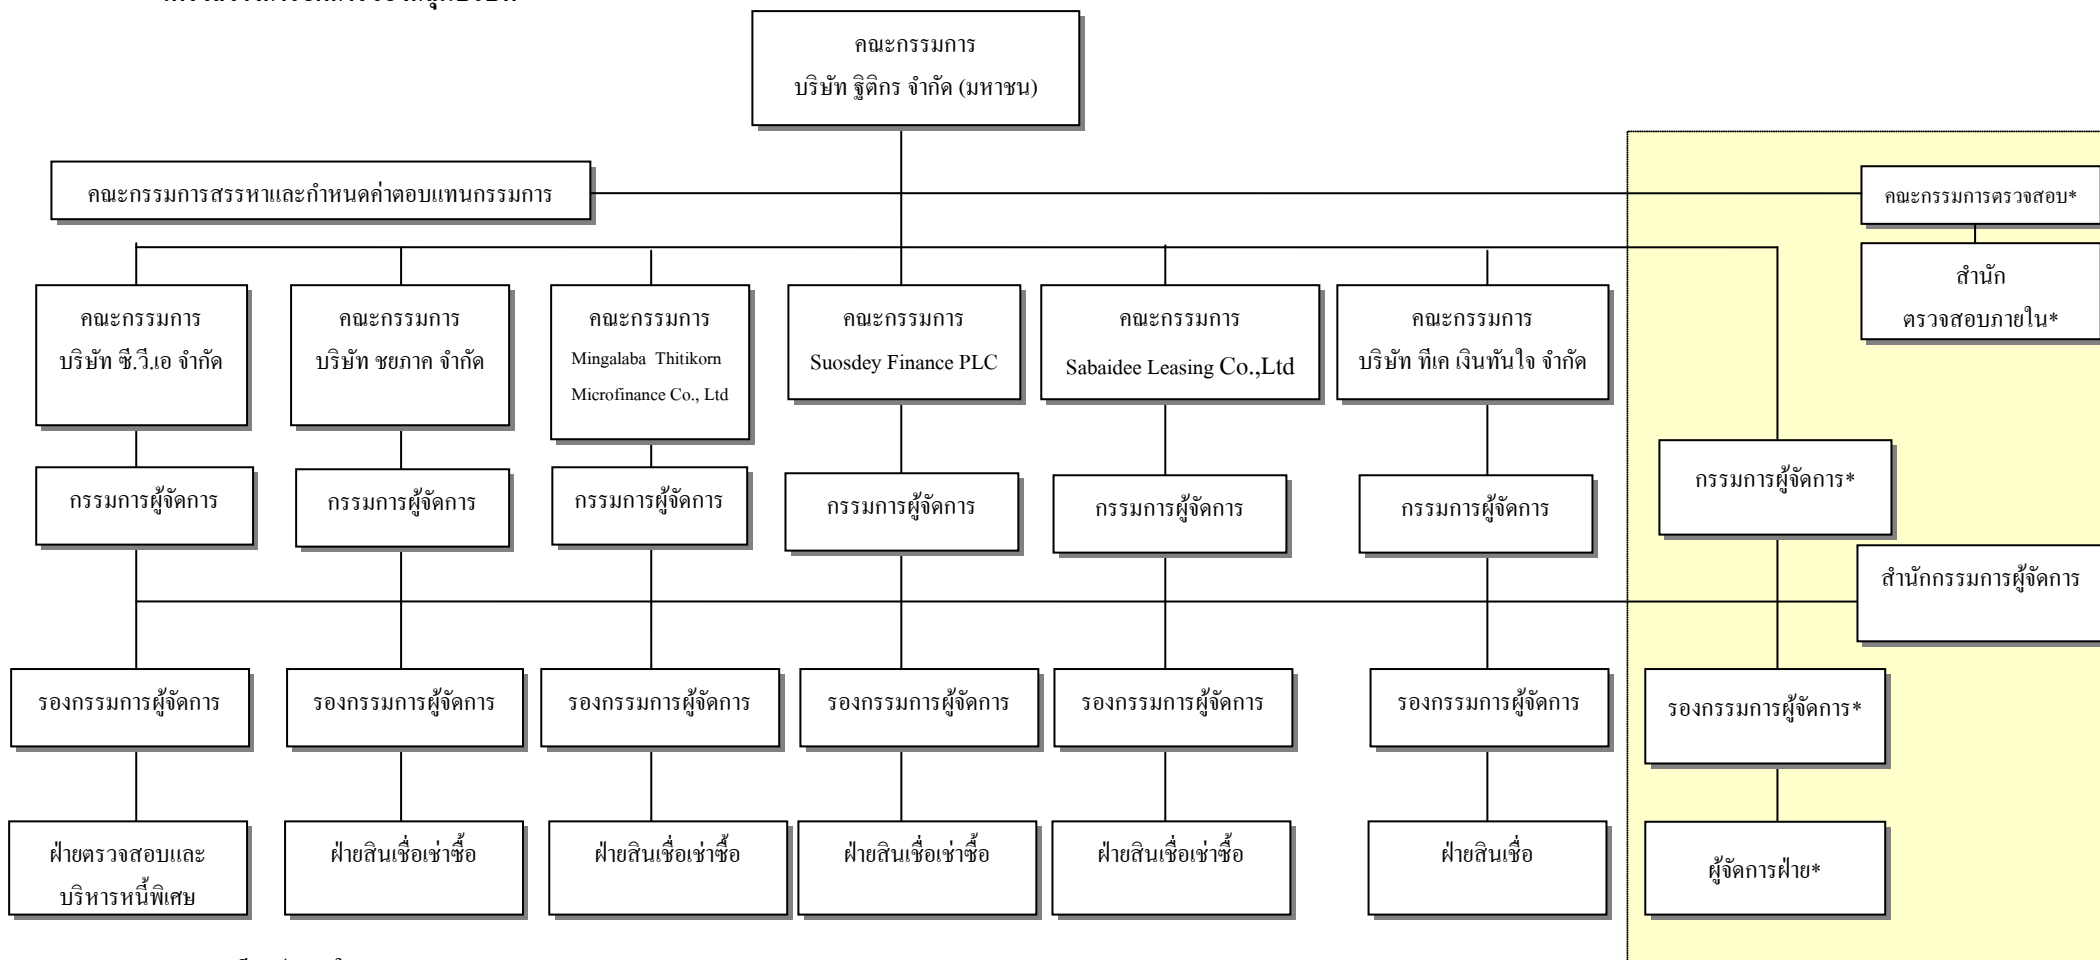 คณะกรรมการ
บริษัท ฐิติกร จำกัด (มหาชน)
คณะกรรมการสรรหาและกำหนดค่าตอบแทนกรรมการ
คณะกรรมการตรวจสอบ*
สำนัก
ตรวจสอบภายใน*
คณะกรรมการ
บริษัท ซี.วี.เอ จำกัด
คณะกรรมการ
บริษัท ชยภาค จำกัด
คณะกรรมการ
Mingalaba Thitikorn
Microfinance Co., Ltd
คณะกรรมการ
Suosdey Finance PLC
คณะกรรมการ
Sabaidee Leasing Co.,Ltd
คณะกรรมการ
บริษัท ทีเค เงินทันใจ จำกัด
กรรมการผู้จัดการ
กรรมการผู้จัดการ
กรรมการผู้จัดการ
กรรมการผู้จัดการ
กรรมการผู้จัดการ
กรรมการผู้จัดการ
กรรมการผู้จัดการ*
สำนักกรรมการผู้จัดการ
รองกรรมการผู้จัดการ
รองกรรมการผู้จัดการ
รองกรรมการผู้จัดการ
รองกรรมการผู้จัดการ
รองกรรมการผู้จัดการ
รองกรรมการผู้จัดการ
รองกรรมการผู้จัดการ*
ฝ่ายตรวจสอบและ
บริหารหนี้พิเศษ
ฝ่ายสินเชื่อเช่าซื้อ
ฝ่ายสินเชื่อเช่าซื้อ
ฝ่ายสินเชื่อเช่าซื้อ
ฝ่ายสินเชื่อเช่าซื้อ
ฝ่ายสินเชื่อ
ผู้จัดการฝ่าย*